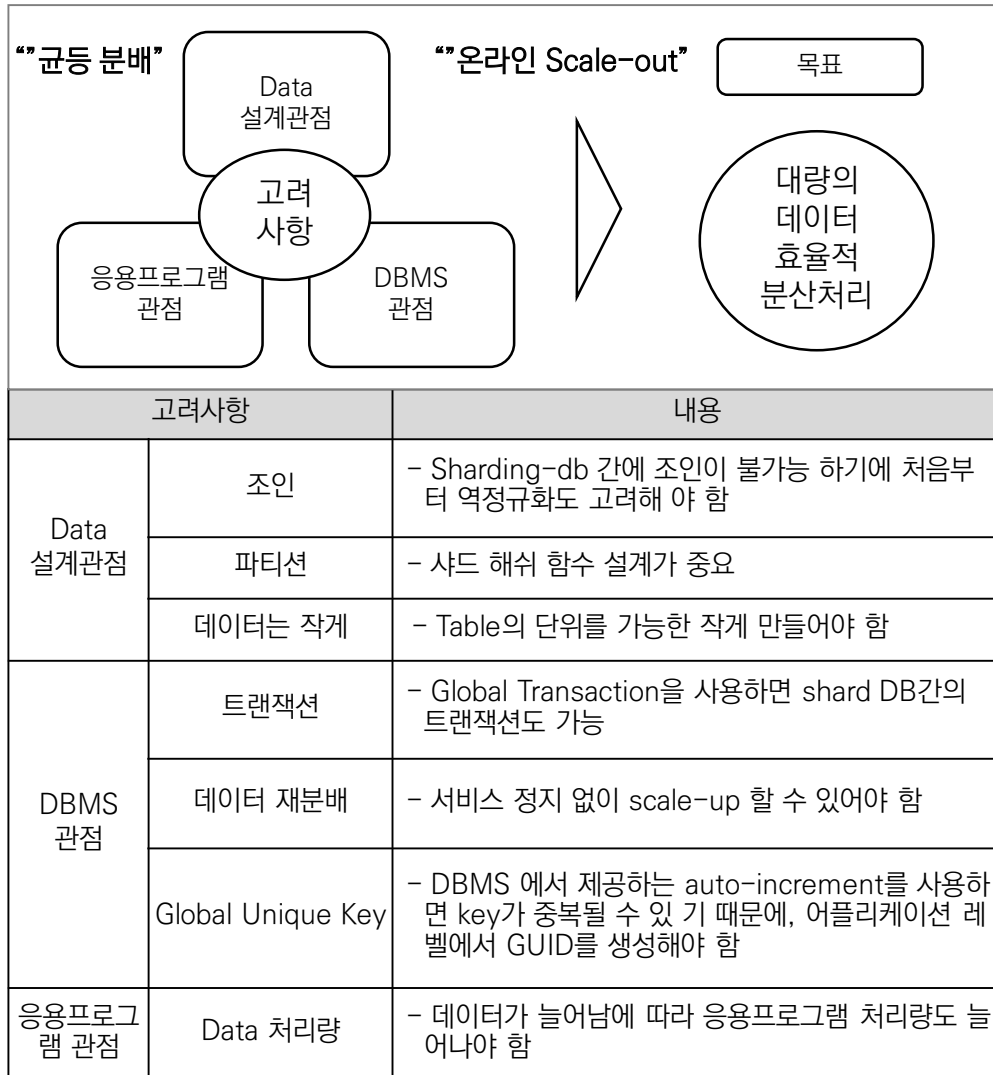 “”균등 분배”
“”온라인 Scale-out”
목표
Data
설계관점
고려
사항
응용프로그램
관점
DBMS
관점
대량의
데이터
효율적
분산처리
고려사항
내용
Data
설계관점
조인
- Sharding-db 간에 조인이 불가능 하기에 처음부
터 역정규화도 고려해 야 함
파티션
- 샤드 해쉬 함수 설계가 중요
데이터는 작게
- Table의 단위를 가능한 작게 만들어야 함
DBMS
관점
트랜잭션
- Global Transaction을 사용하면 shard DB간의
트랜잭션도 가능
데이터 재분배
- 서비스 정지 없이 scale-up 할 수 있어야 함
Global Unique Key
- DBMS 에서 제공하는 auto-increment를 사용하
면 key가 중복될 수 있 기 때문에, 어플리케이션 레
벨에서 GUID를 생성해야 함
응용프로그
램 관점
Data 처리량
- 데이터가 늘어남에 따라 응용프로그램 처리량도 늘
어나야 함